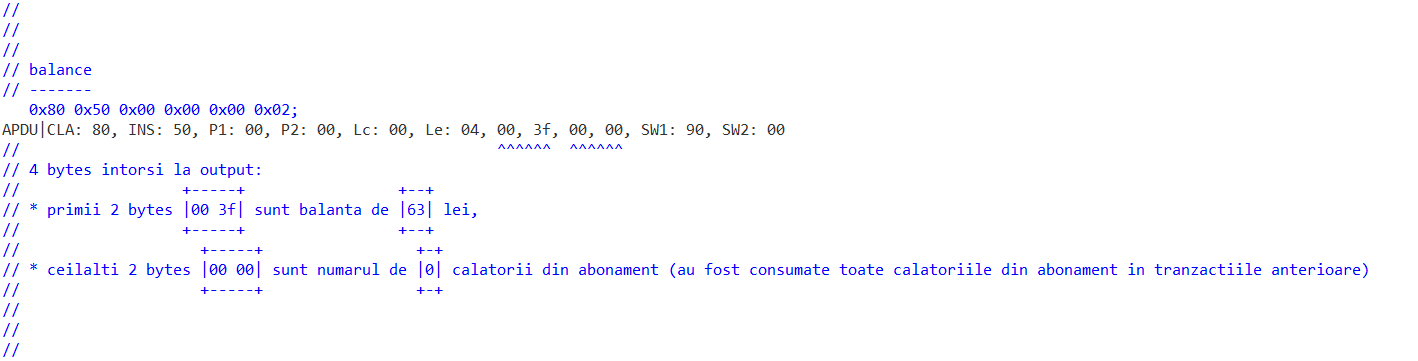 //
//
//
// balance
// -------
   0x80 0x50 0x00 0x00 0x00 0x02;
APDU|CLA: 80, INS: 50, P1: 00, P2: 00, Lc: 00, Le: 04, 00, 3f, 00, 00, SW1: 90, SW2: 00
//                                                     ^^^^^^  ^^^^^^
// 4 bytes intorsi la output:
//                  +-----+                 +--+
// * primii 2 bytes |00 3f| sunt balanta de |63| lei,
//                  +-----+                 +--+
//                    +-----+                 +-+
// * ceilalti 2 bytes |00 00| sunt numarul de |0| calatorii din abonament (au fost consumate toate calatoriile din abonament in tranzactiile anterioare)
//                    +-----+                 +-+
//
//
//